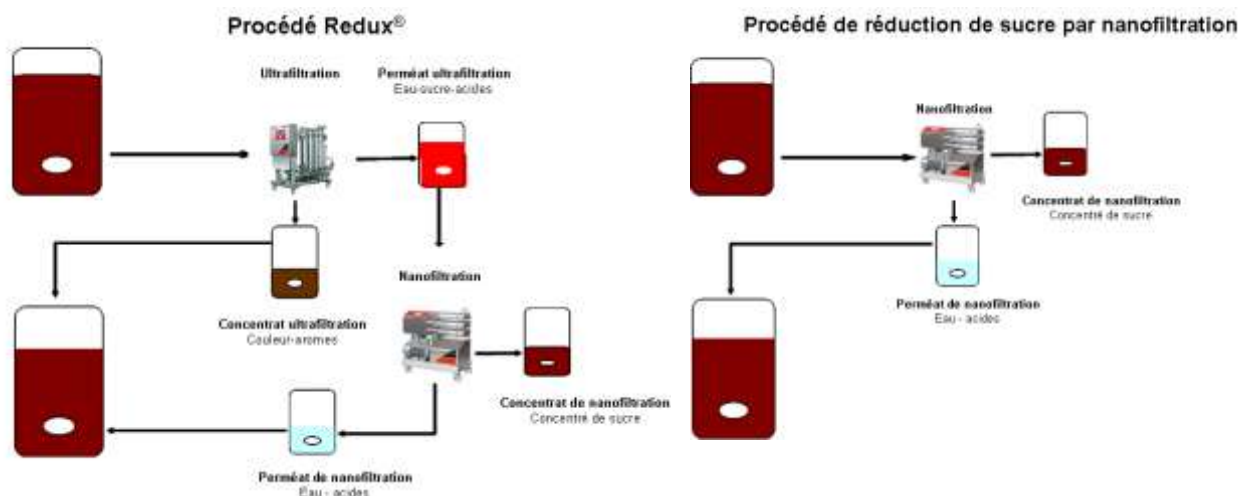 Procédé Redux®
Ultrafiltration
Perméat ultrafiltration
Eau-sucre-acides
Concentrat ultrafiltration
Couleur-aromes
Nanofiltration
Concentrat de nanofiltration
Concentré de sucre
Perméat de nanofiltration
Eau - acides
Procédé de réduction de sucre par nanofiltration
Nanofiltration
Concentrat de nanofiltration
Concentré de sucre
Perméat de nanofiltration
Eau - acides